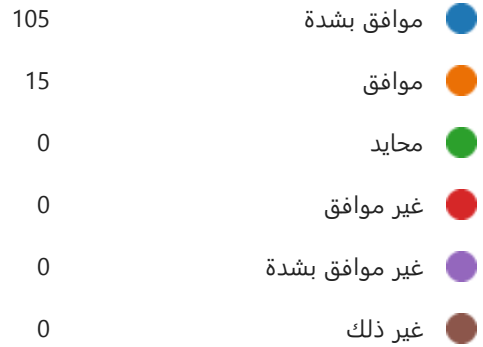 موافق بشدة 105
موافق 15
محايد 0
غير موافق 0
غير موافق بشدة 0
غير ذلك 0